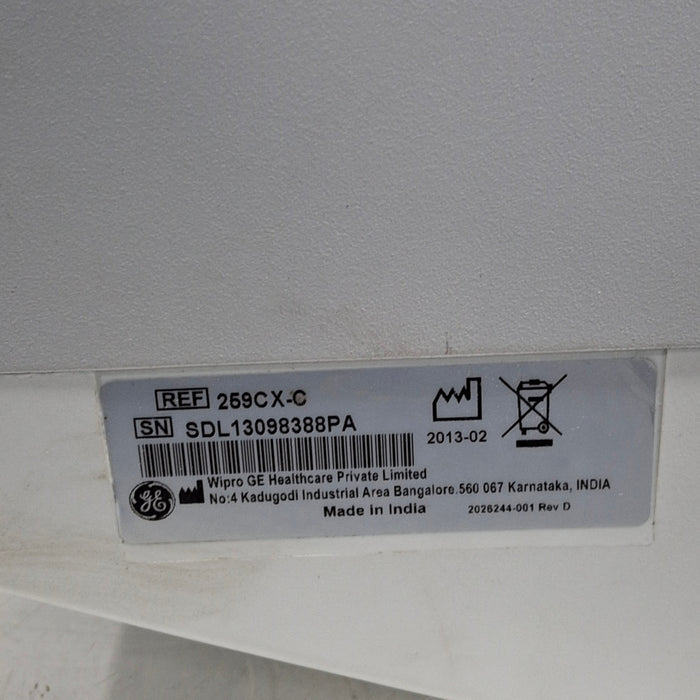 REF 259CX-C
SN SDL13098388PA
2013-02
GE
Wipro GE Healthcare Private Limited
No:4 Kadugodi Industrial Area Bangalore.560 067 Karnataka, INDIA
Made in India
2026244-001 Rev D